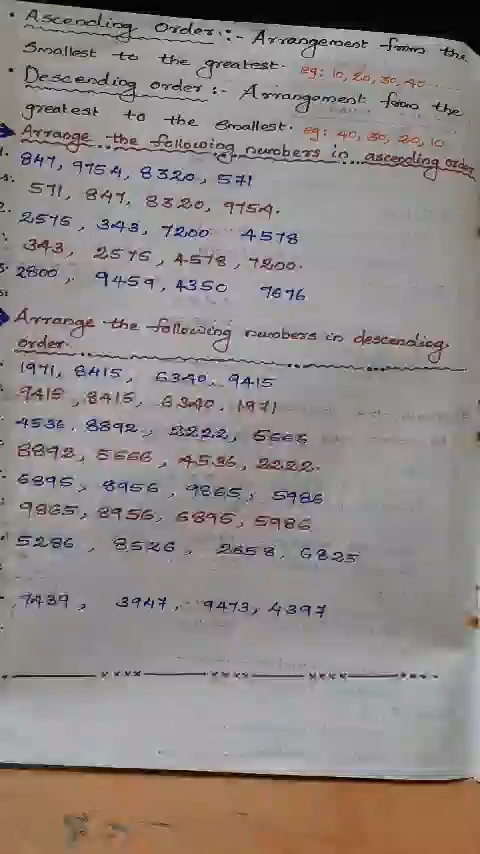 • Ascending Order :- Arrangement from the
smallest to the greatest. eg: 10, 20, 30, 40
• Descending order :- Arrangement from the
greatest to the smallest. eg: 40, 30, 20, 10
Arrange the following numbers in ascending order
1. 847, 9754, 8320, 571
s: 571, 847, 8320, 9754.
2. 2575, 343, 7200 4578
: 343, 2575, 4578, 7200.
3. 2800, 9459, 4350 7676
s:
Arrange the following numbers in descending
order.
1971, 8415, 6340, 9415
9415, 8415, 6340, 1971
4536, 8892, 2222, 5666
8892, 5666, 4536, 2222.
6895, 8956, 9865, 5986
9865, 8956, 6895, 5986
5286, 8526, 2658, 6825
7439, 3947, 9473, 4397